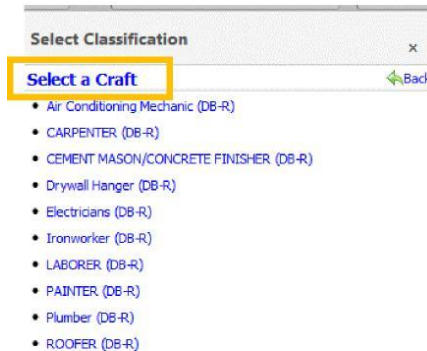 Select Classification
×
Select a Craft
Back
• Air Conditioning Mechanic (DB-R)
• CARPENTER (DB-R)
• CEMENT MASON/CONCRETE FINISHER (DB-R)
• Drywall Hanger (DB-R)
• Electricians (DB-R)
• Ironworker (DB-R)
• LABORER (DB-R)
• PAINTER (DB-R)
• Plumber (DB-R)
• ROOFER (DB-R)